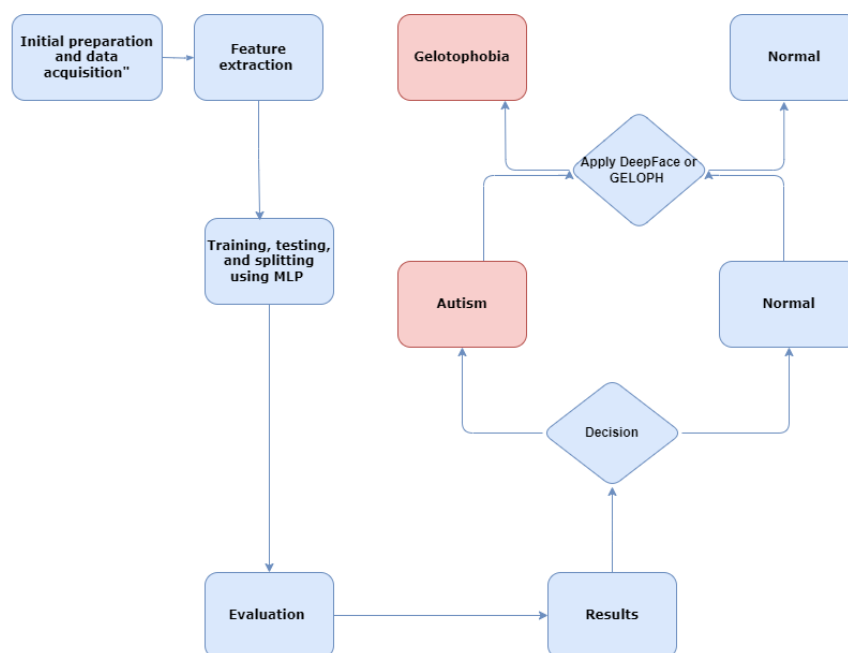 Initial preparation
and data
acquisition"
Feature
extraction
Gelotophobia
Normal
Apply DeepFace or
GELOPH
Training, testing,
and splitting
using MLP
Autism
Normal
Decision
Evaluation
Results